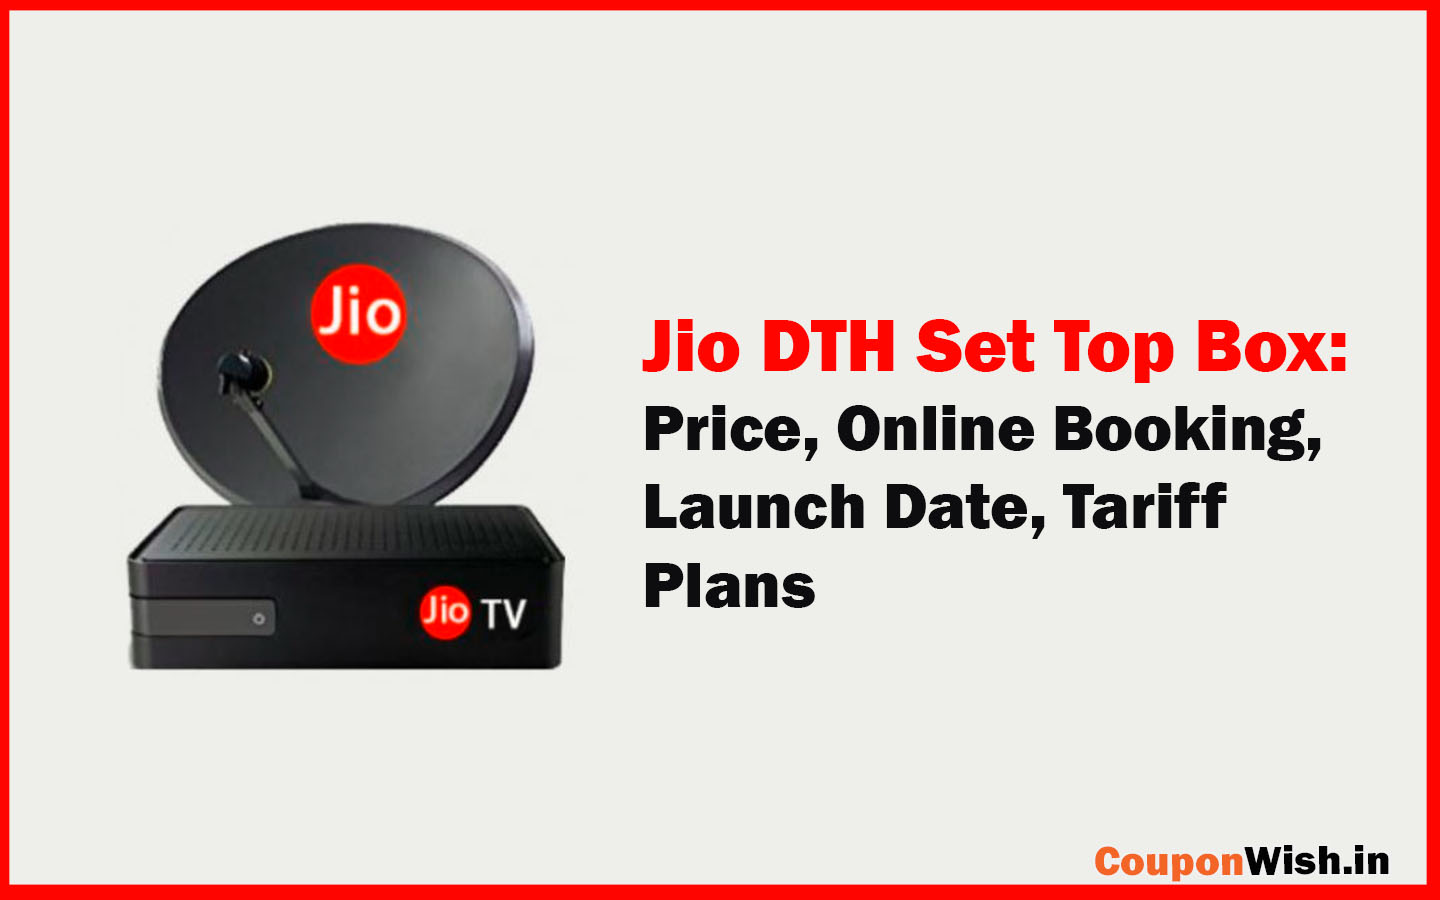 Jio
Jio TV
Jio DTH Set Top Box:
Price, Online Booking,
Launch Date, Tariff
Plans
CouponWish.in